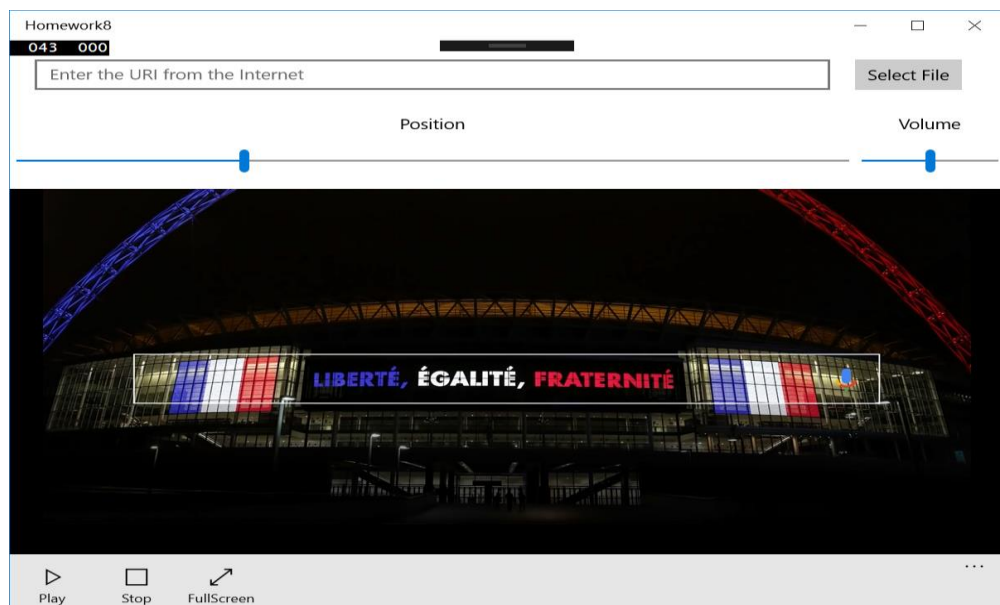 Homework8
043 000
Enter the URI from the Internet
Select File
Position
Volume
LIBERTÉ, ÉGALITÉ, FRATERNITÉ
Play
Stop
FullScreen